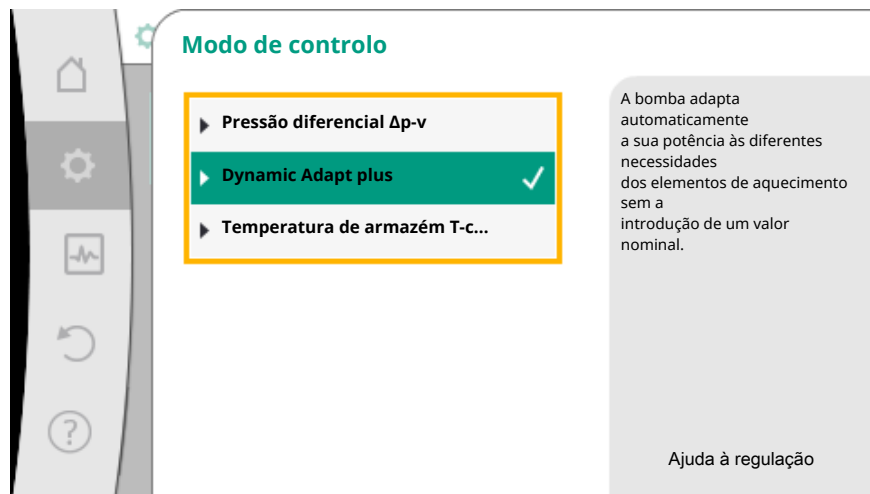 Modo de controlo
Pressão diferencial Δp-v
Dynamic Adapt plus
Temperatura de armazém T-c...
A bomba adapta
automaticamente
a sua potência às diferentes
necessidades
dos elementos de aquecimento
sem a
introdução de um valor
nominal.
Ajuda à regulação
?